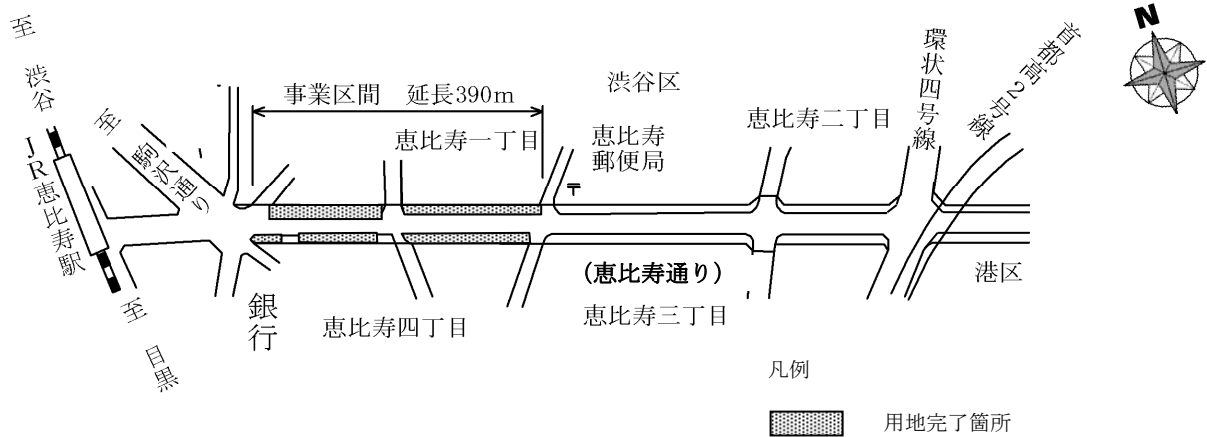 至 渋谷
JR恵比寿駅
至 目黒
至 駒沢通り
事業区間 延長390m
恵比寿一丁目
渋谷区
恵比寿
郵便局
〒
恵比寿二丁目
環状四号線
首都高2号線
N
銀行
恵比寿四丁目
(恵比寿通り)
恵比寿三丁目
港区
凡例
用地完了箇所